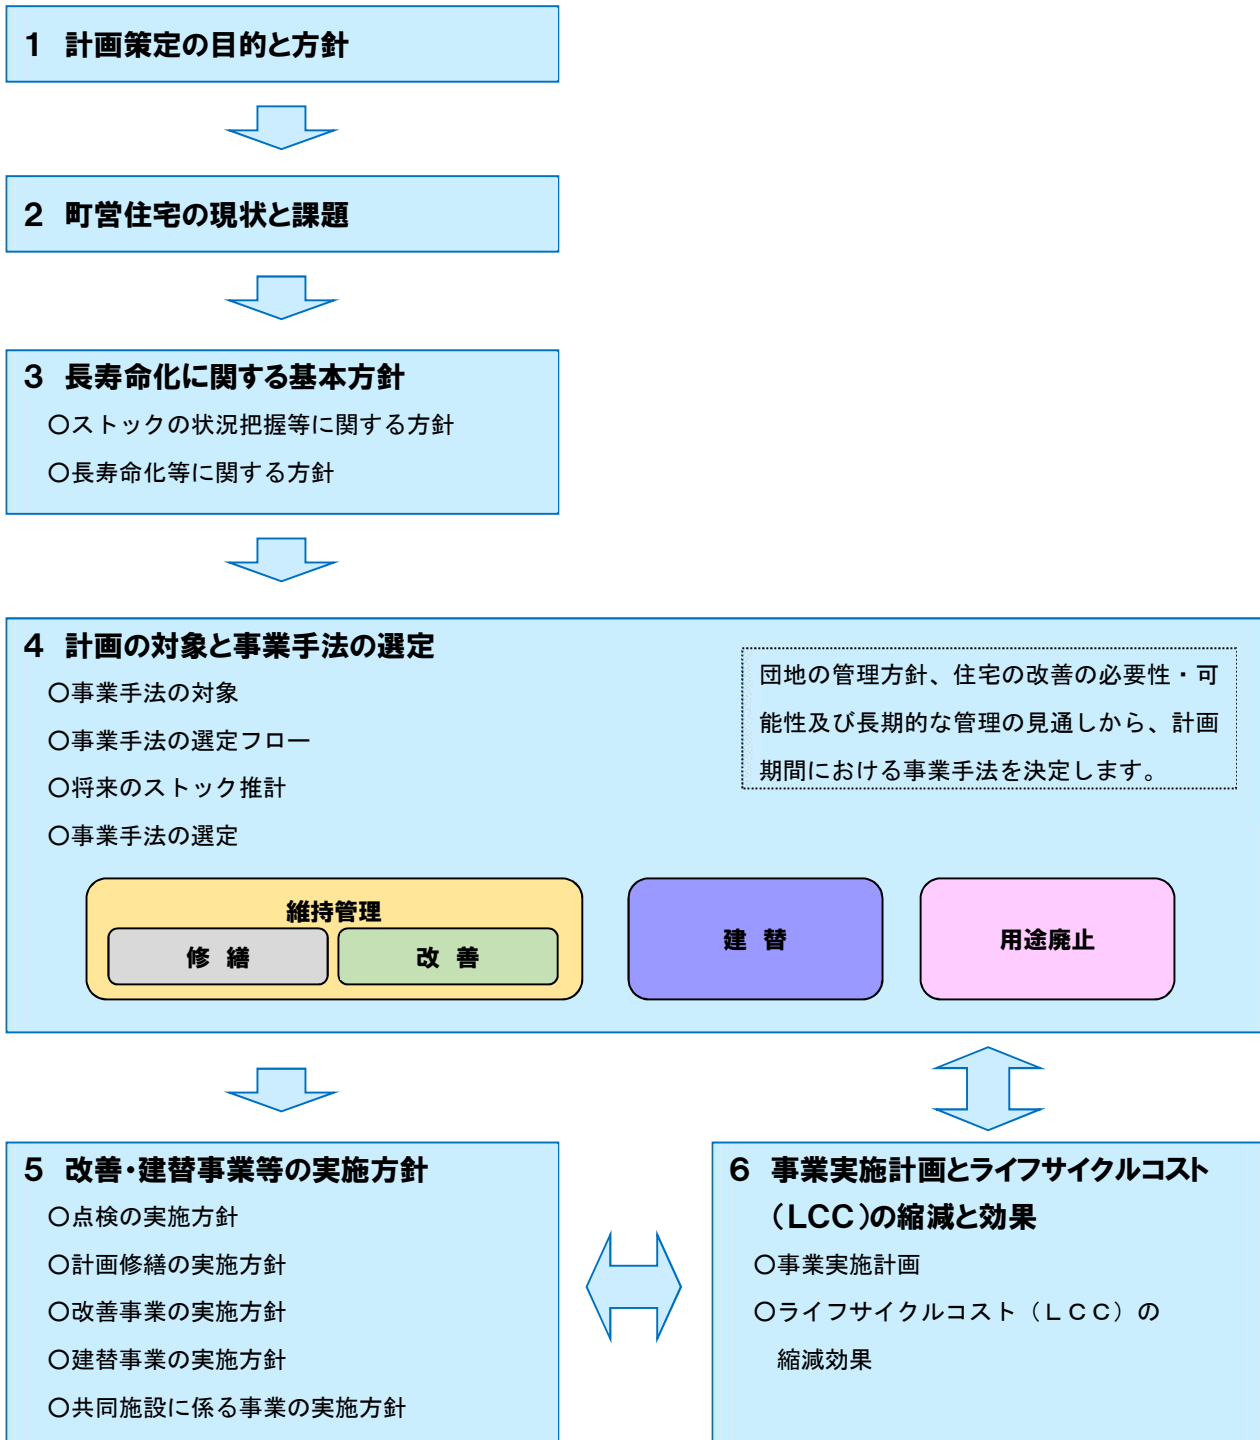 1 計画策定の目的と方針
2 町営住宅の現状と課題
3 長寿命化に関する基本方針
〇ストックの状況把握等に関する方針
〇長寿命化等に関する方針
4 計画の対象と事業手法の選定
〇事業手法の対象
〇事業手法の選定フロー
〇将来のストック推計
〇事業手法の選定
団地の管理方針、住宅の改善の必要性・可
能性及び長期的な管理の見通しから、計画
期間における事業手法を決定します。
維持管理
修 繕
改 善
建 替
用途廃止
5 改善・建替事業等の実施方針
〇点検の実施方針
〇計画修繕の実施方針
〇改善事業の実施方針
〇建替事業の実施方針
〇共同施設に係る事業の実施方針
6 事業実施計画とライフサイクルコスト
（LCC）の縮減と効果
〇事業実施計画
〇ライフサイクルコスト（ＬＣＣ）の
縮減効果